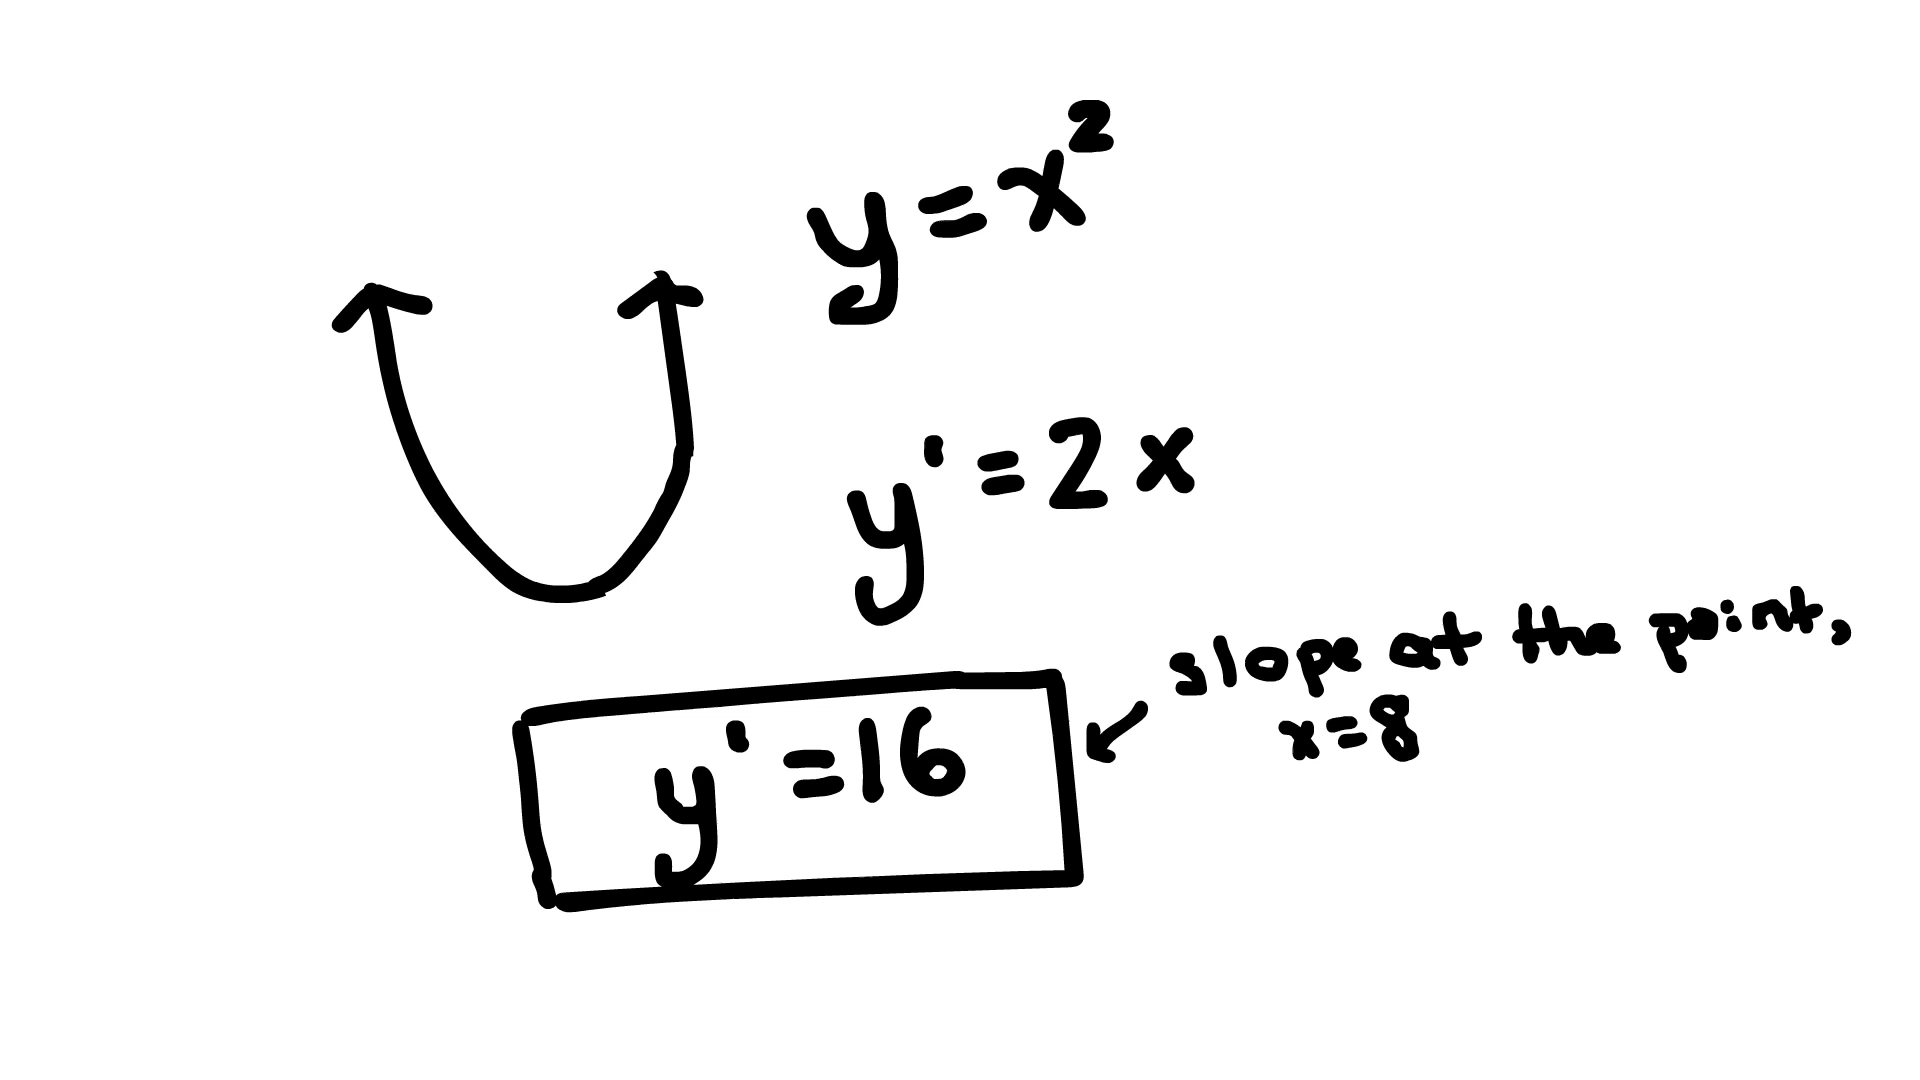 y=x²
y'=2x
slope at the point,
x=8
y'=16